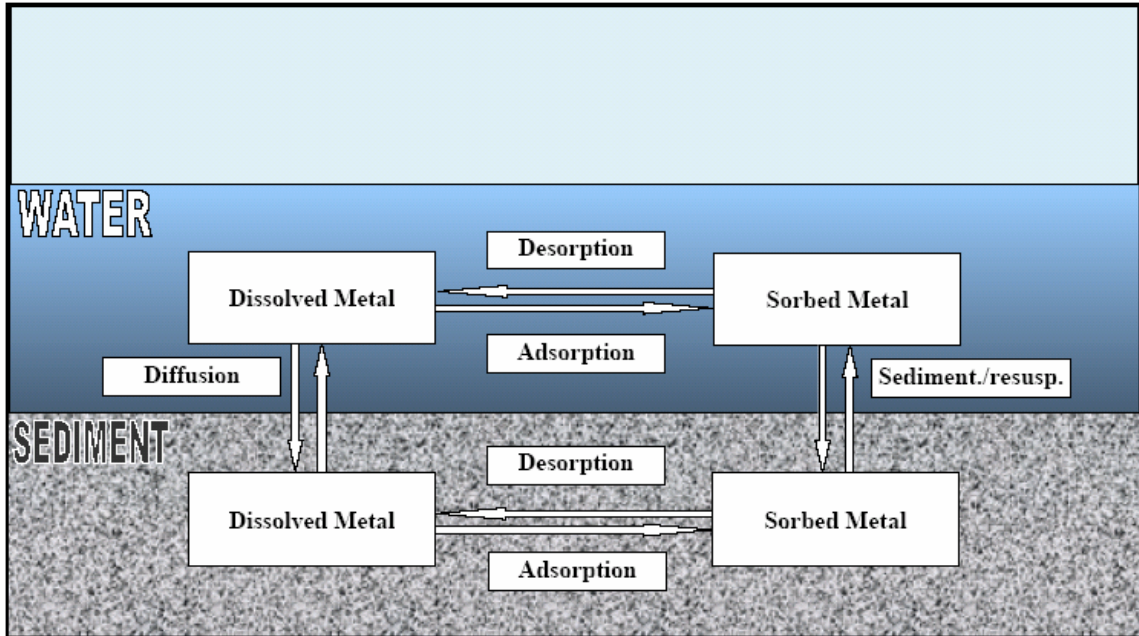 WATER
Desorption
Dissolved Metal
Sorbed Metal
Adsorption
Diffusion
Sediment./resusp.
SEDIMENT
Desorption
Dissolved Metal
Sorbed Metal
Adsorption